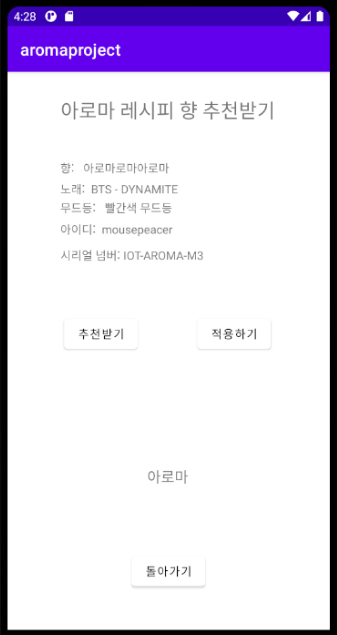 4:28
aromaproject
아로마 레시피 향 추천받기
향: 아로마로마아로마
노래: BTS - DYNAMITE
무드등: 빨간색 무드등
아이디: mousepeacer
시리얼 넘버: IOT-AROMA-M3
추천받기 적용하기
아로마
돌아가기